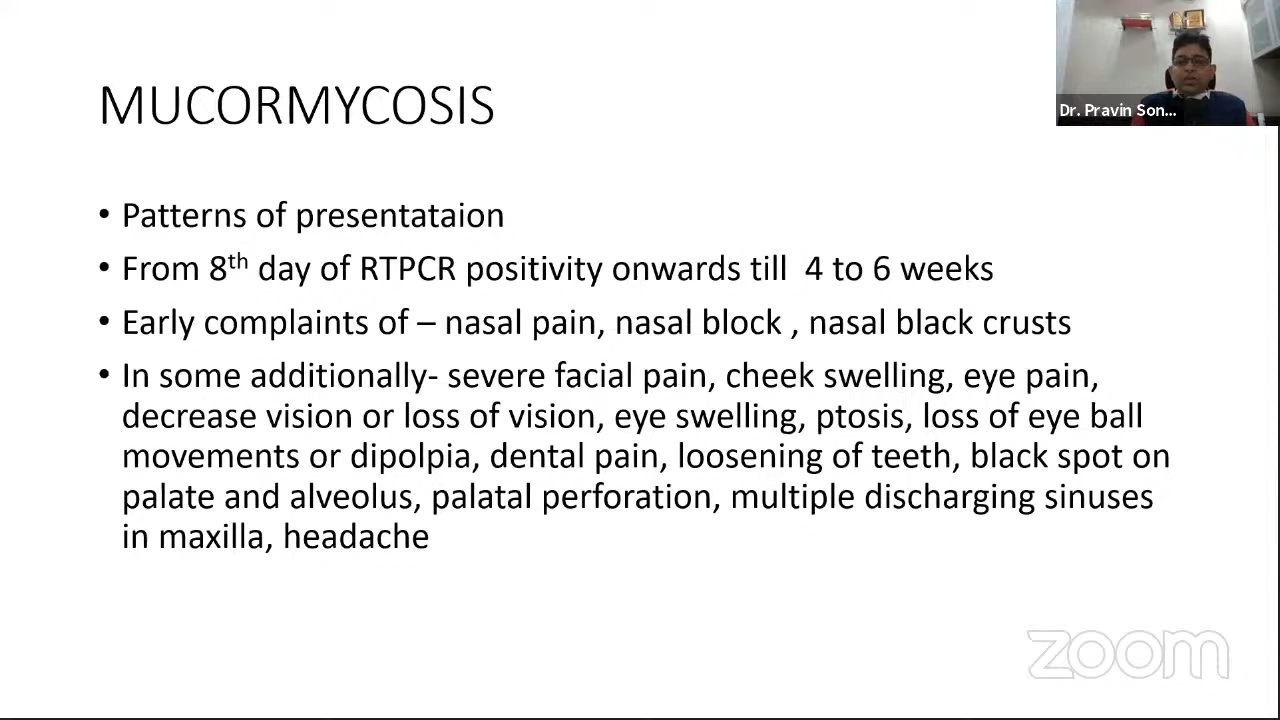 Dr. Pravin Son...
MUCORMYCOSIS
• Patterns of presentataion
• From 8th day of RTPCR positivity onwards till  4 to 6 weeks
• Early complaints of – nasal pain, nasal block , nasal black crusts
• In some additionally- severe facial pain, cheek swelling, eye pain,
decrease vision or loss of vision, eye swelling, ptosis, loss of eye ball
movements or dipolpia, dental pain, loosening of teeth, black spot on
palate and alveolus, palatal perforation, multiple discharging sinuses
in maxilla, headache
zoom